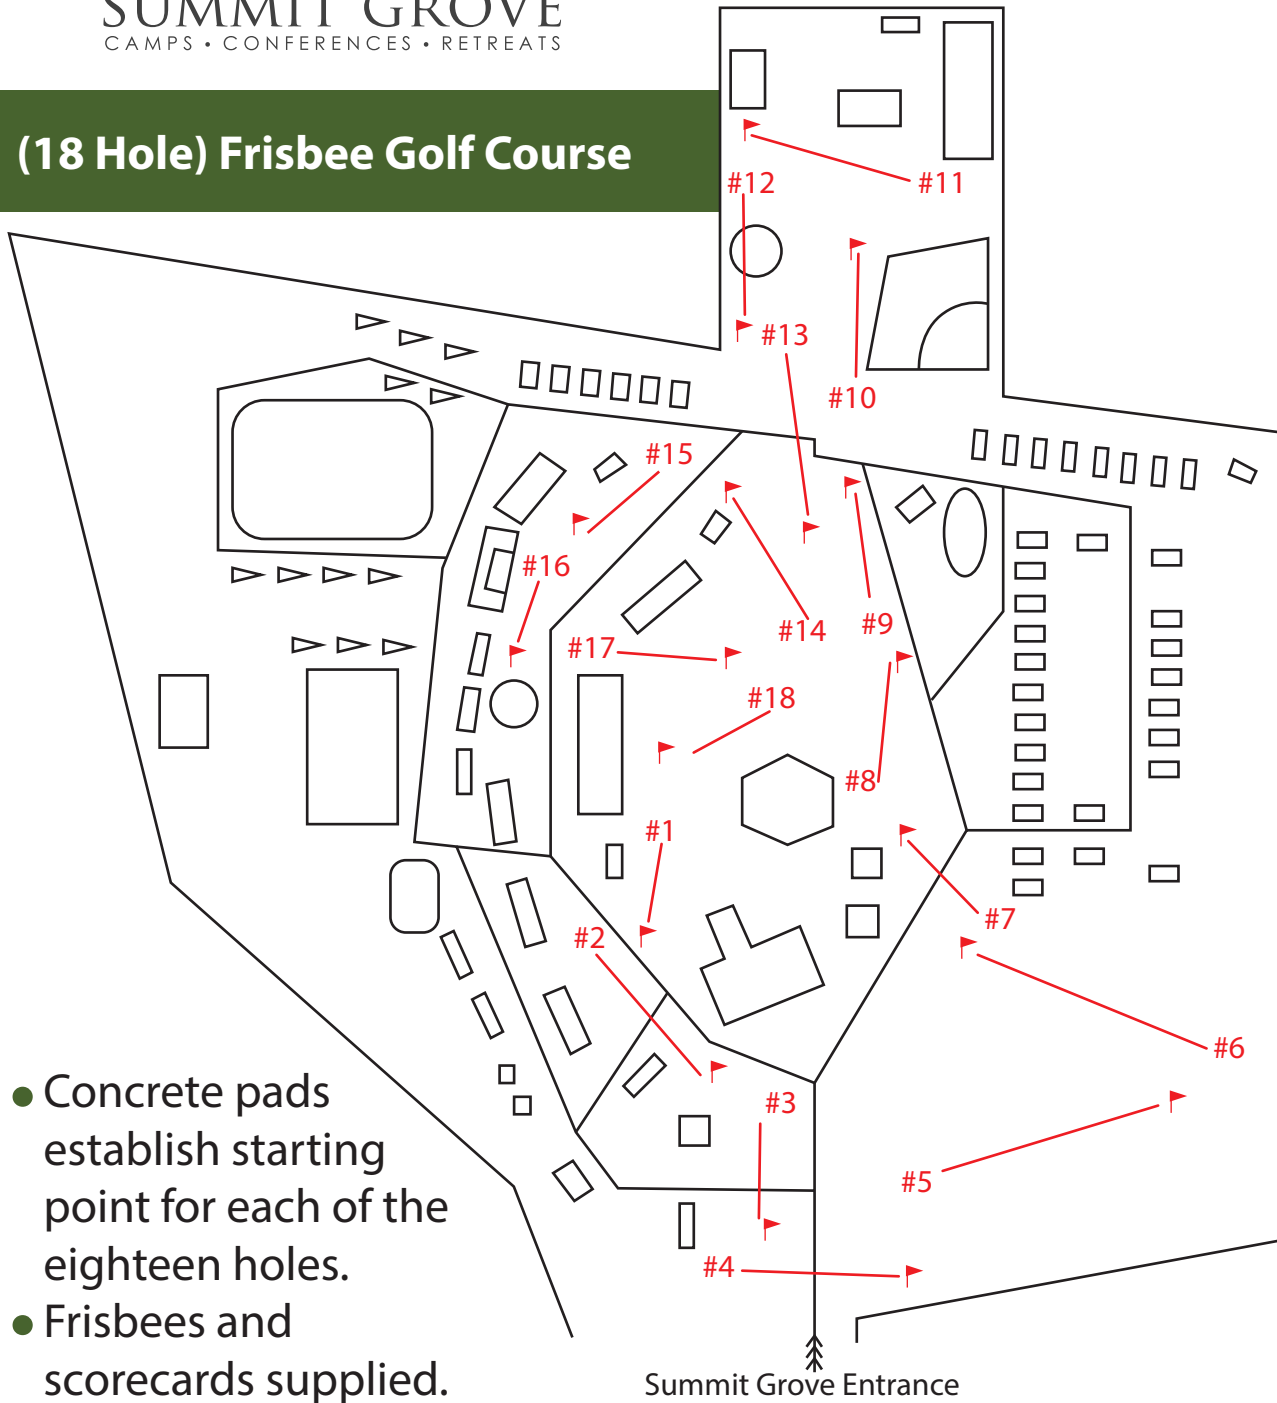 SUMMIT GROVE
CAMPS • CONFERENCES • RETREATS
(18 Hole) Frisbee Golf Course
#12
#11
#13
#10
#15
#16
#14
#9
#17
#18
#8
#1
#7
#2
#6
#3
#5
#4
• Concrete pads
establish starting
point for each of the
eighteen holes.
• Frisbees and
scorecards supplied.
Summit Grove Entrance